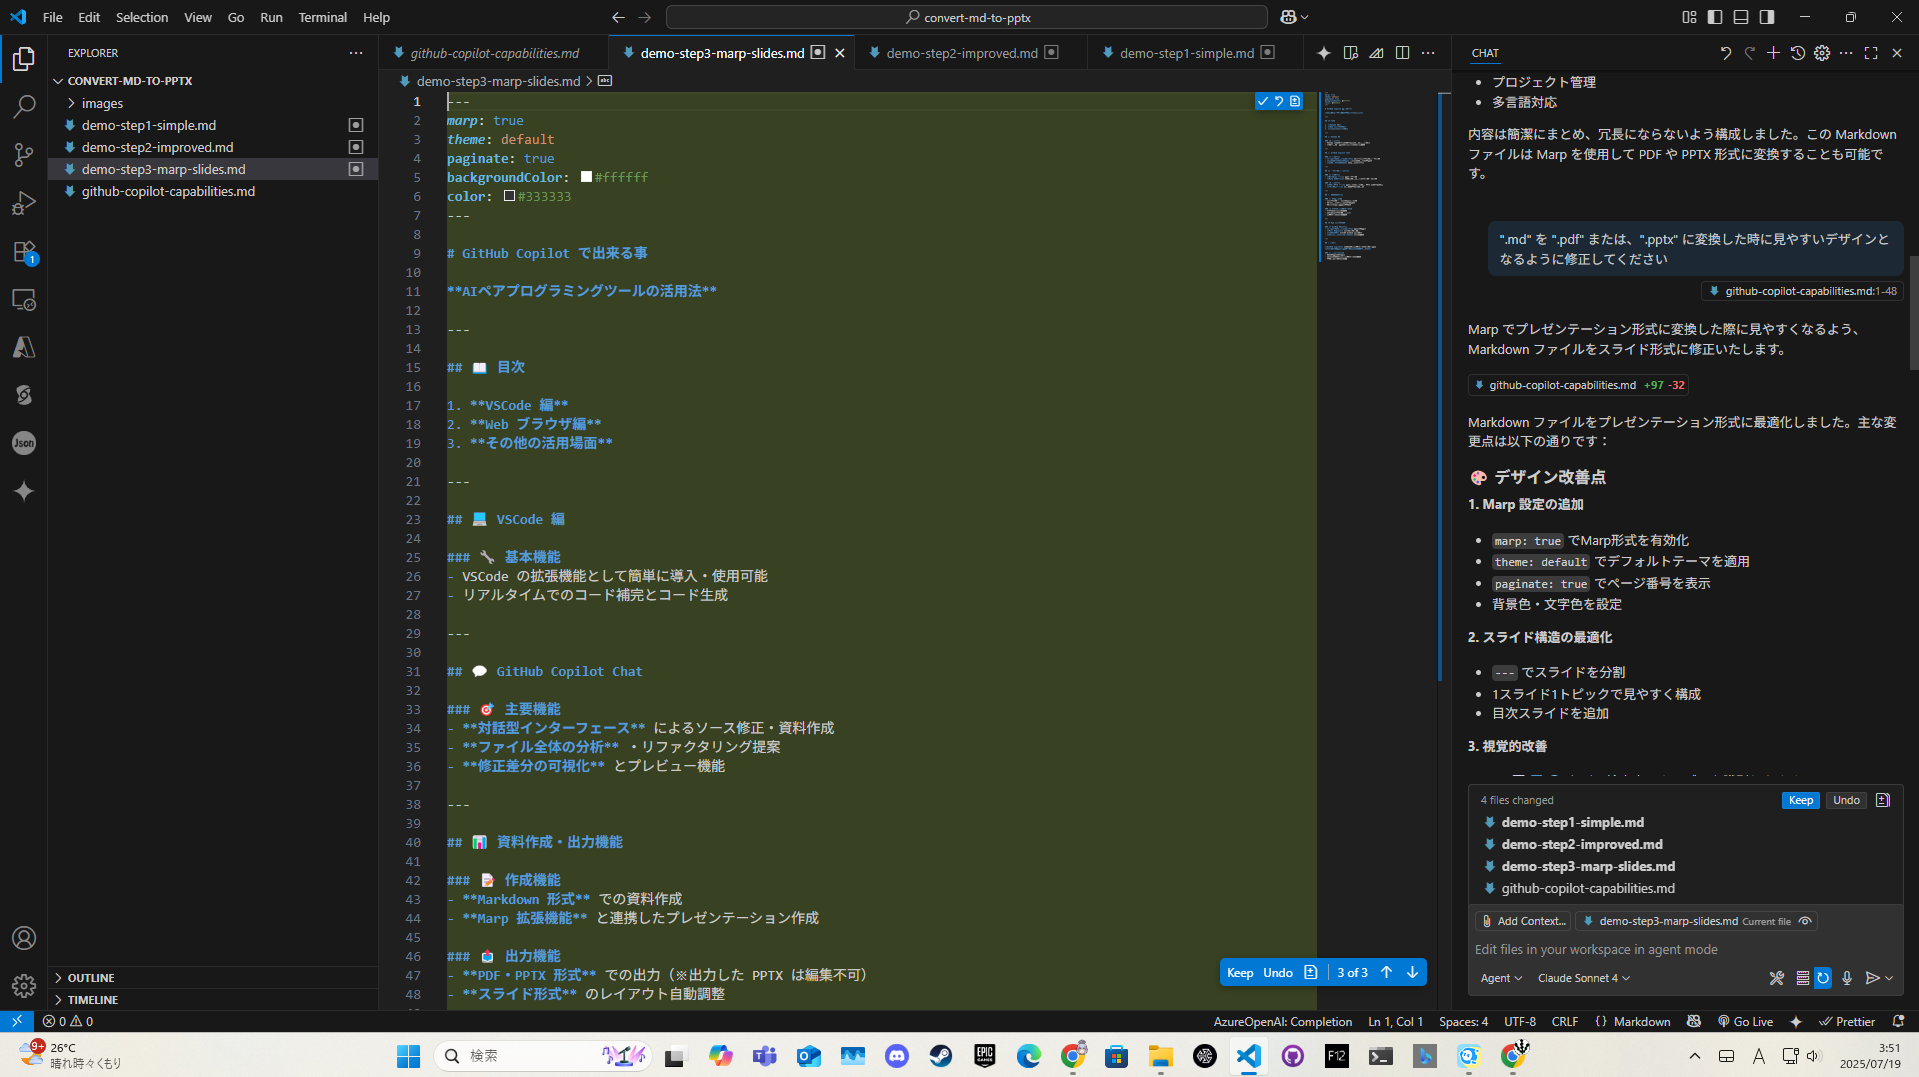 File Edit Selection View Go Run Terminal Help
convert-md-to-pptx
EXPLORER
CONVERT-MD-TO-PPTX
images
demo-step1-simple.md
demo-step2-improved.md
demo-step3-marp-slides.md
github-copilot-capabilities.md
OUTLINE
TIMELINE
github-copilot-capabilities.md
demo-step3-marp-slides.md
demo-step2-improved.md
demo-step1-simple.md
demo-step3-marp-slides.md
1 ---
2 marp: true
3 theme: default
4 paginate: true
5 backgroundColor: #ffffff
6 color: #333333
7 ---
8
9 # GitHub Copilot で出来る事
10
11 **AIペアプログラミングツールの活用法**
12
13 ---
14
15 ## 📖 目次
16
17 1. **VSCode 編**
18 2. **Web ブラウザ編**
19 3. **その他の活用場面**
20
21 ---
22
23 ## 💻 VSCode 編
24
25 ### 🔧 基本機能
26 - VSCode の拡張機能として簡単に導入・使用可能
27 - リアルタイムでのコード補完とコード生成
28
29 ---
30
31 ## 💬 GitHub Copilot Chat
32
33 ### 🎯 主要機能
34 - **対話型インターフェース** によるソース修正・資料作成
35 - **ファイル全体の分析** ・リファクタリング提案
36 - **修正差分の可視化** とプレビュー機能
37
38 ---
39
40 ## 📊 資料作成・出力機能
41
42 ### 📝 作成機能
43 - **Markdown 形式** での資料作成
44 - **Marp 拡張機能** と連携したプレゼンテーション作成
45
46 ### 📤 出力機能
47 - **PDF・PPTX 形式** での出力（※出力した PPTX は編集不可）
48 - **スライド形式** のレイアウト自動調整
Keep Undo 3 of 3
CHAT
• プロジェクト管理
• 多言語対応
内容は簡潔にまとめ、冗長にならないよう構成しました。この Markdown
ファイルは Marp を使用して PDF や PPTX 形式に変換することも可能で
す。
".md" を ".pdf" または、".pptx" に変換した時に見やすいデザインと
なるように修正してください
github-copilot-capabilities.md:1-48
Marp でプレゼンテーション形式に変換した際に見やすくなるよう、
Markdown ファイルをスライド形式に修正いたします。
github-copilot-capabilities.md +97 -32
Markdown ファイルをプレゼンテーション形式に最適化しました。主な変
更点は以下の通りです：
🎨 デザイン改善点
1. Marp 設定の追加
• marp: true でMarp形式を有効化
• theme: default でデフォルトテーマを適用
• paginate: true でページ番号を表示
• 背景色・文字色を設定
2. スライド構造の最適化
• --- でスライドを分割
• 1スライド1トピックで見やすく構成
• 目次スライドを追加
3. 視覚的改善
4 files changed
Keep Undo
demo-step1-simple.md
demo-step2-improved.md
demo-step3-marp-slides.md
github-copilot-capabilities.md
Add Context...
demo-step3-marp-slides.md Current file
Edit files in your workspace in agent mode
Agent Claude Sonnet 4
0 0
AzureOpenAI: Completion Ln 1, Col 1 Spaces: 4 UTF-8 CRLF {} Markdown Go Live Prettier
26°C
晴れ時々くもり
検索
3:51
2025/07/19